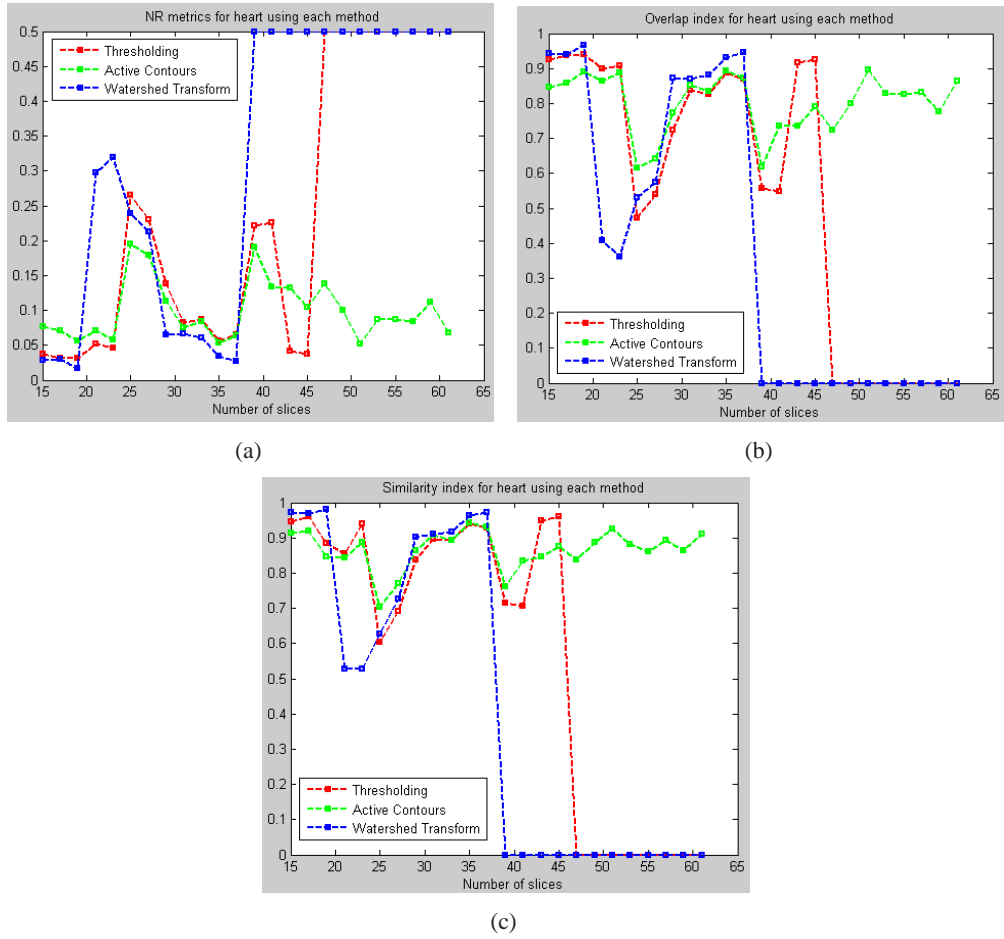 NR metrics for heart using each method
0.5
0.45
0.4
0.35
0.3
0.25
0.2
0.15
0.1
0.05
0
Thresholding
Active Contours
Watershed Transform
15 20 25 30 35 40 45 50 55 60 65
Number of slices
(a)
Overlap index for heart using each method
1
0.9
0.8
0.7
0.6
0.5
0.4
0.3
0.2
0.1
0
Thresholding
Active Contours
Watershed Transform
15 20 25 30 35 40 45 50 55 60 65
Number of slices
(b)
Similarity index for heart using each method
1
0.9
0.8
0.7
0.6
0.5
0.4
0.3
0.2
0.1
0
Thresholding
Active Contours
Watershed Transform
15 20 25 30 35 40 45 50 55 60 65
Number of slices
(c)